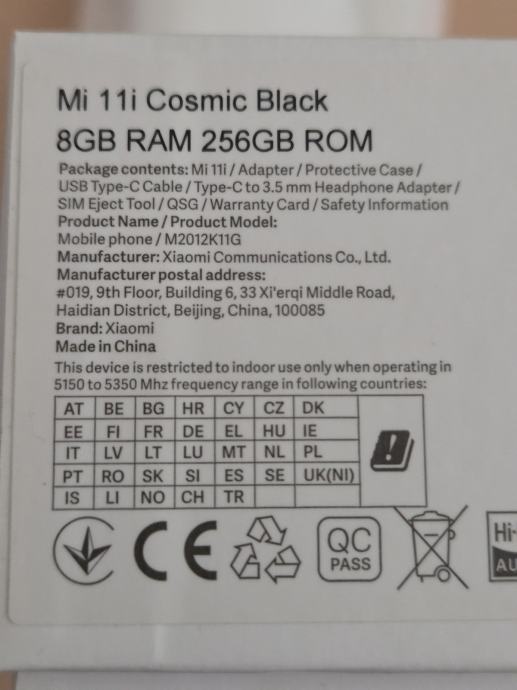 Mi 11i Cosmic Black
8GB RAM 256GB ROM
Package contents: Mi 11i / Adapter / Protective Case /
USB Type-C Cable / Type-C to 3.5 mm Headphone Adapter /
SIM Eject Tool / QSG / Warranty Card / Safety Information
Product Name / Product Model:
Mobile phone / M2012K11G
Manufacturer: Xiaomi Communications Co., Ltd.
Manufacturer postal address:
#019, 9th Floor, Building 6, 33 Xi'erqi Middle Road,
Haidian District, Beijing, China, 100085
Brand: Xiaomi
Made in China
This device is restricted to indoor use only when operating in
5150 to 5350 Mhz frequency range in following countries:
AT BE BG HR CY CZ DK
EE FI FR DE EL HU IE
IT LV LT LU MT NL PL
PT RO SK SI ES SE UK(NI)
IS LI NO CH TR
CE
QC
PASS
Hi-
AU